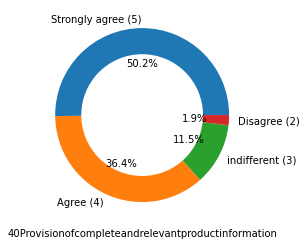 Strongly agree (5)
50.2%
1.9%
Disagree (2)
11.5%
indifferent (3)
36.4%
Agree (4)
40Provisionofcompleteandrelevantproductinformation